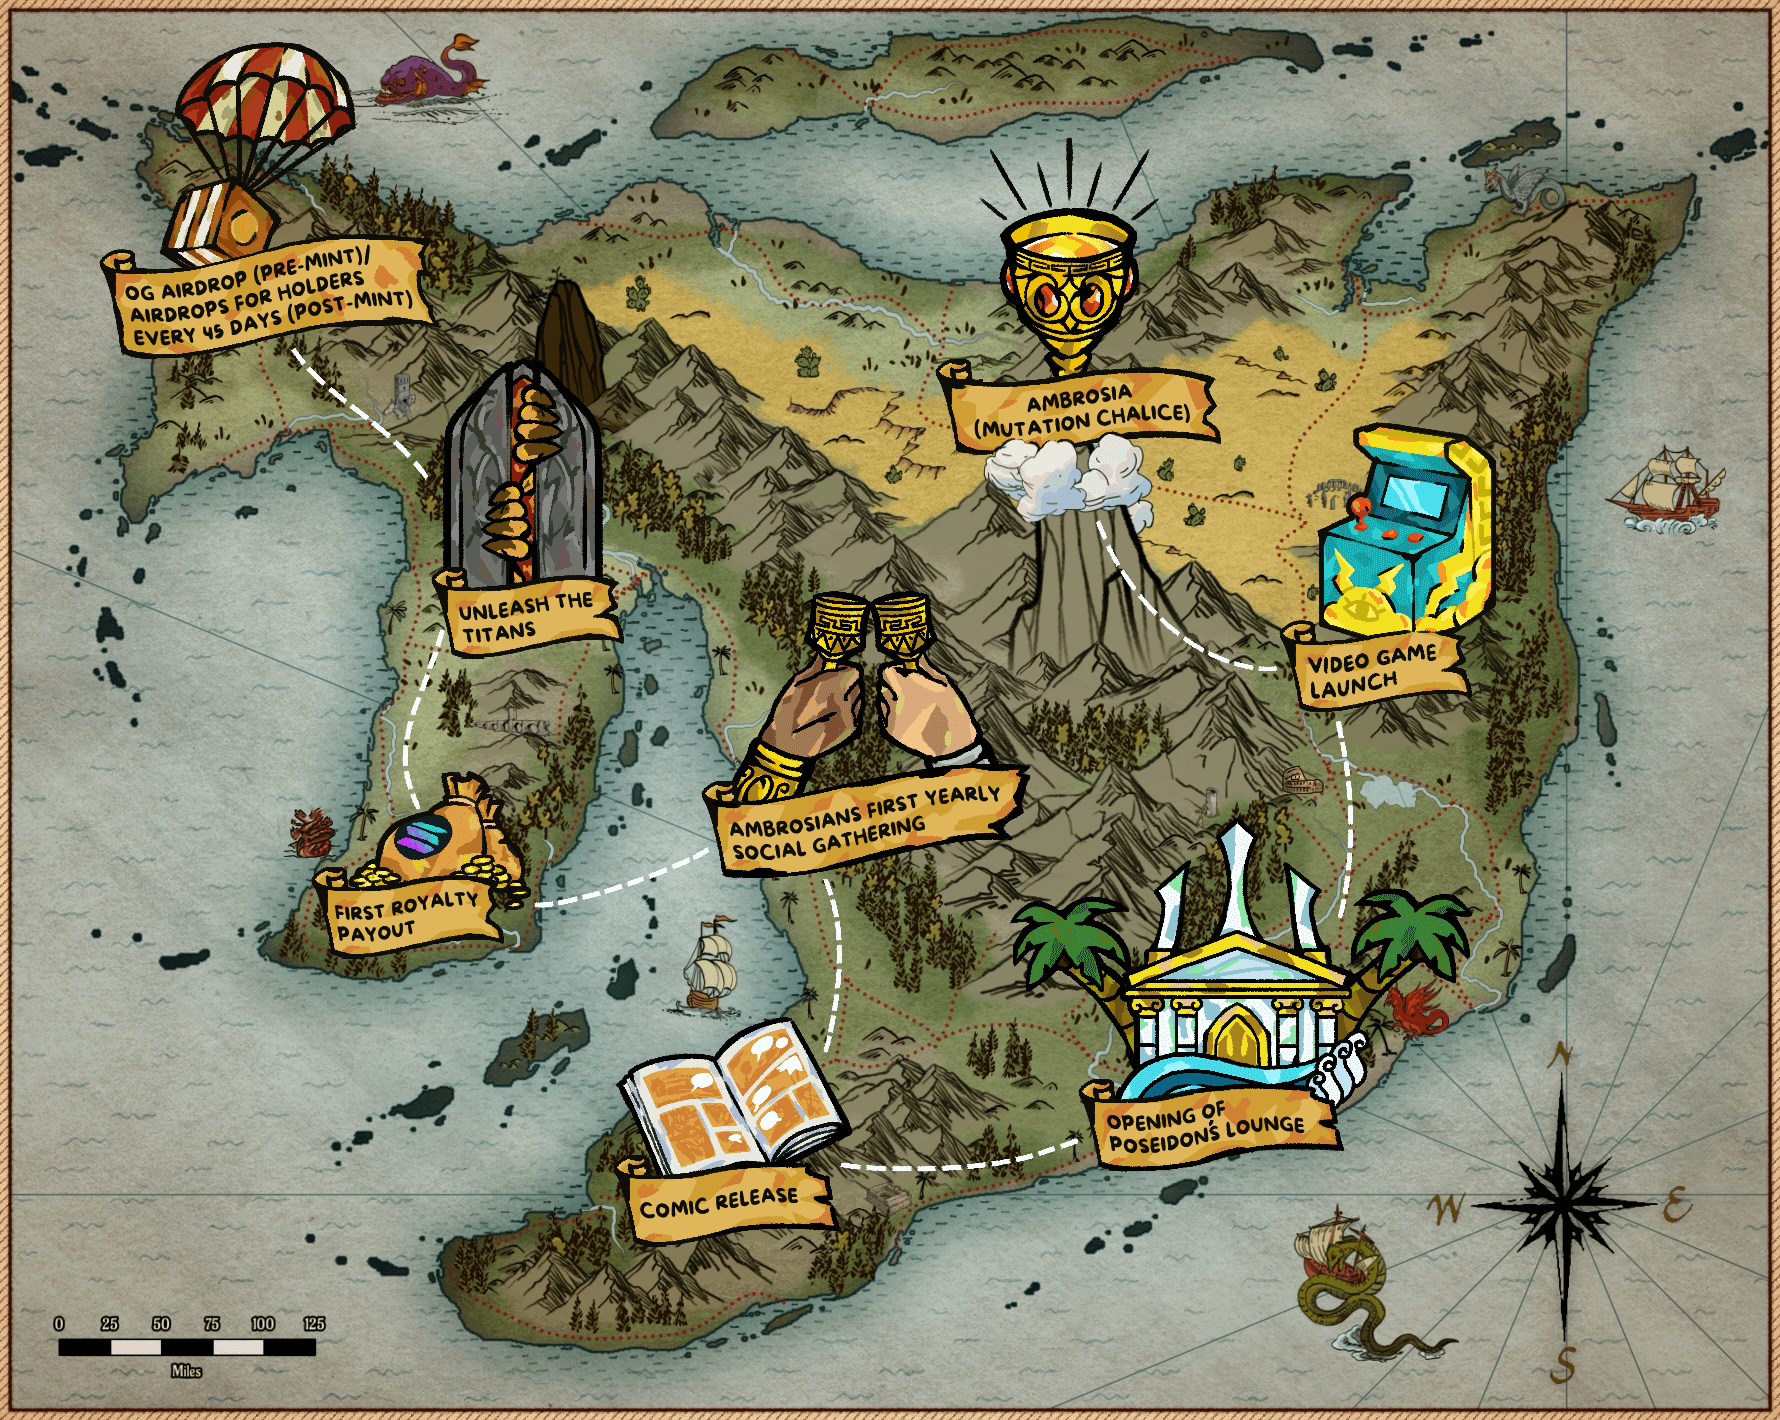 OG AIRDROP (PRE-MINT)/
AIRDROPS FOR HOLDERS
EVERY 45 DAYS (POST-MINT)
AMBROSIA
(MUTATION CHALICE)
UNLEASH THE
TITANS
VIDEO GAME
LAUNCH
AMBROSIANS FIRST YEARLY
SOCIAL GATHERING
FIRST ROYALTY
PAYOUT
OPENING OF
POSEIDON'S LOUNGE
COMIC RELEASE
N
W
E
S
0 25 50 75 100 125
Miles